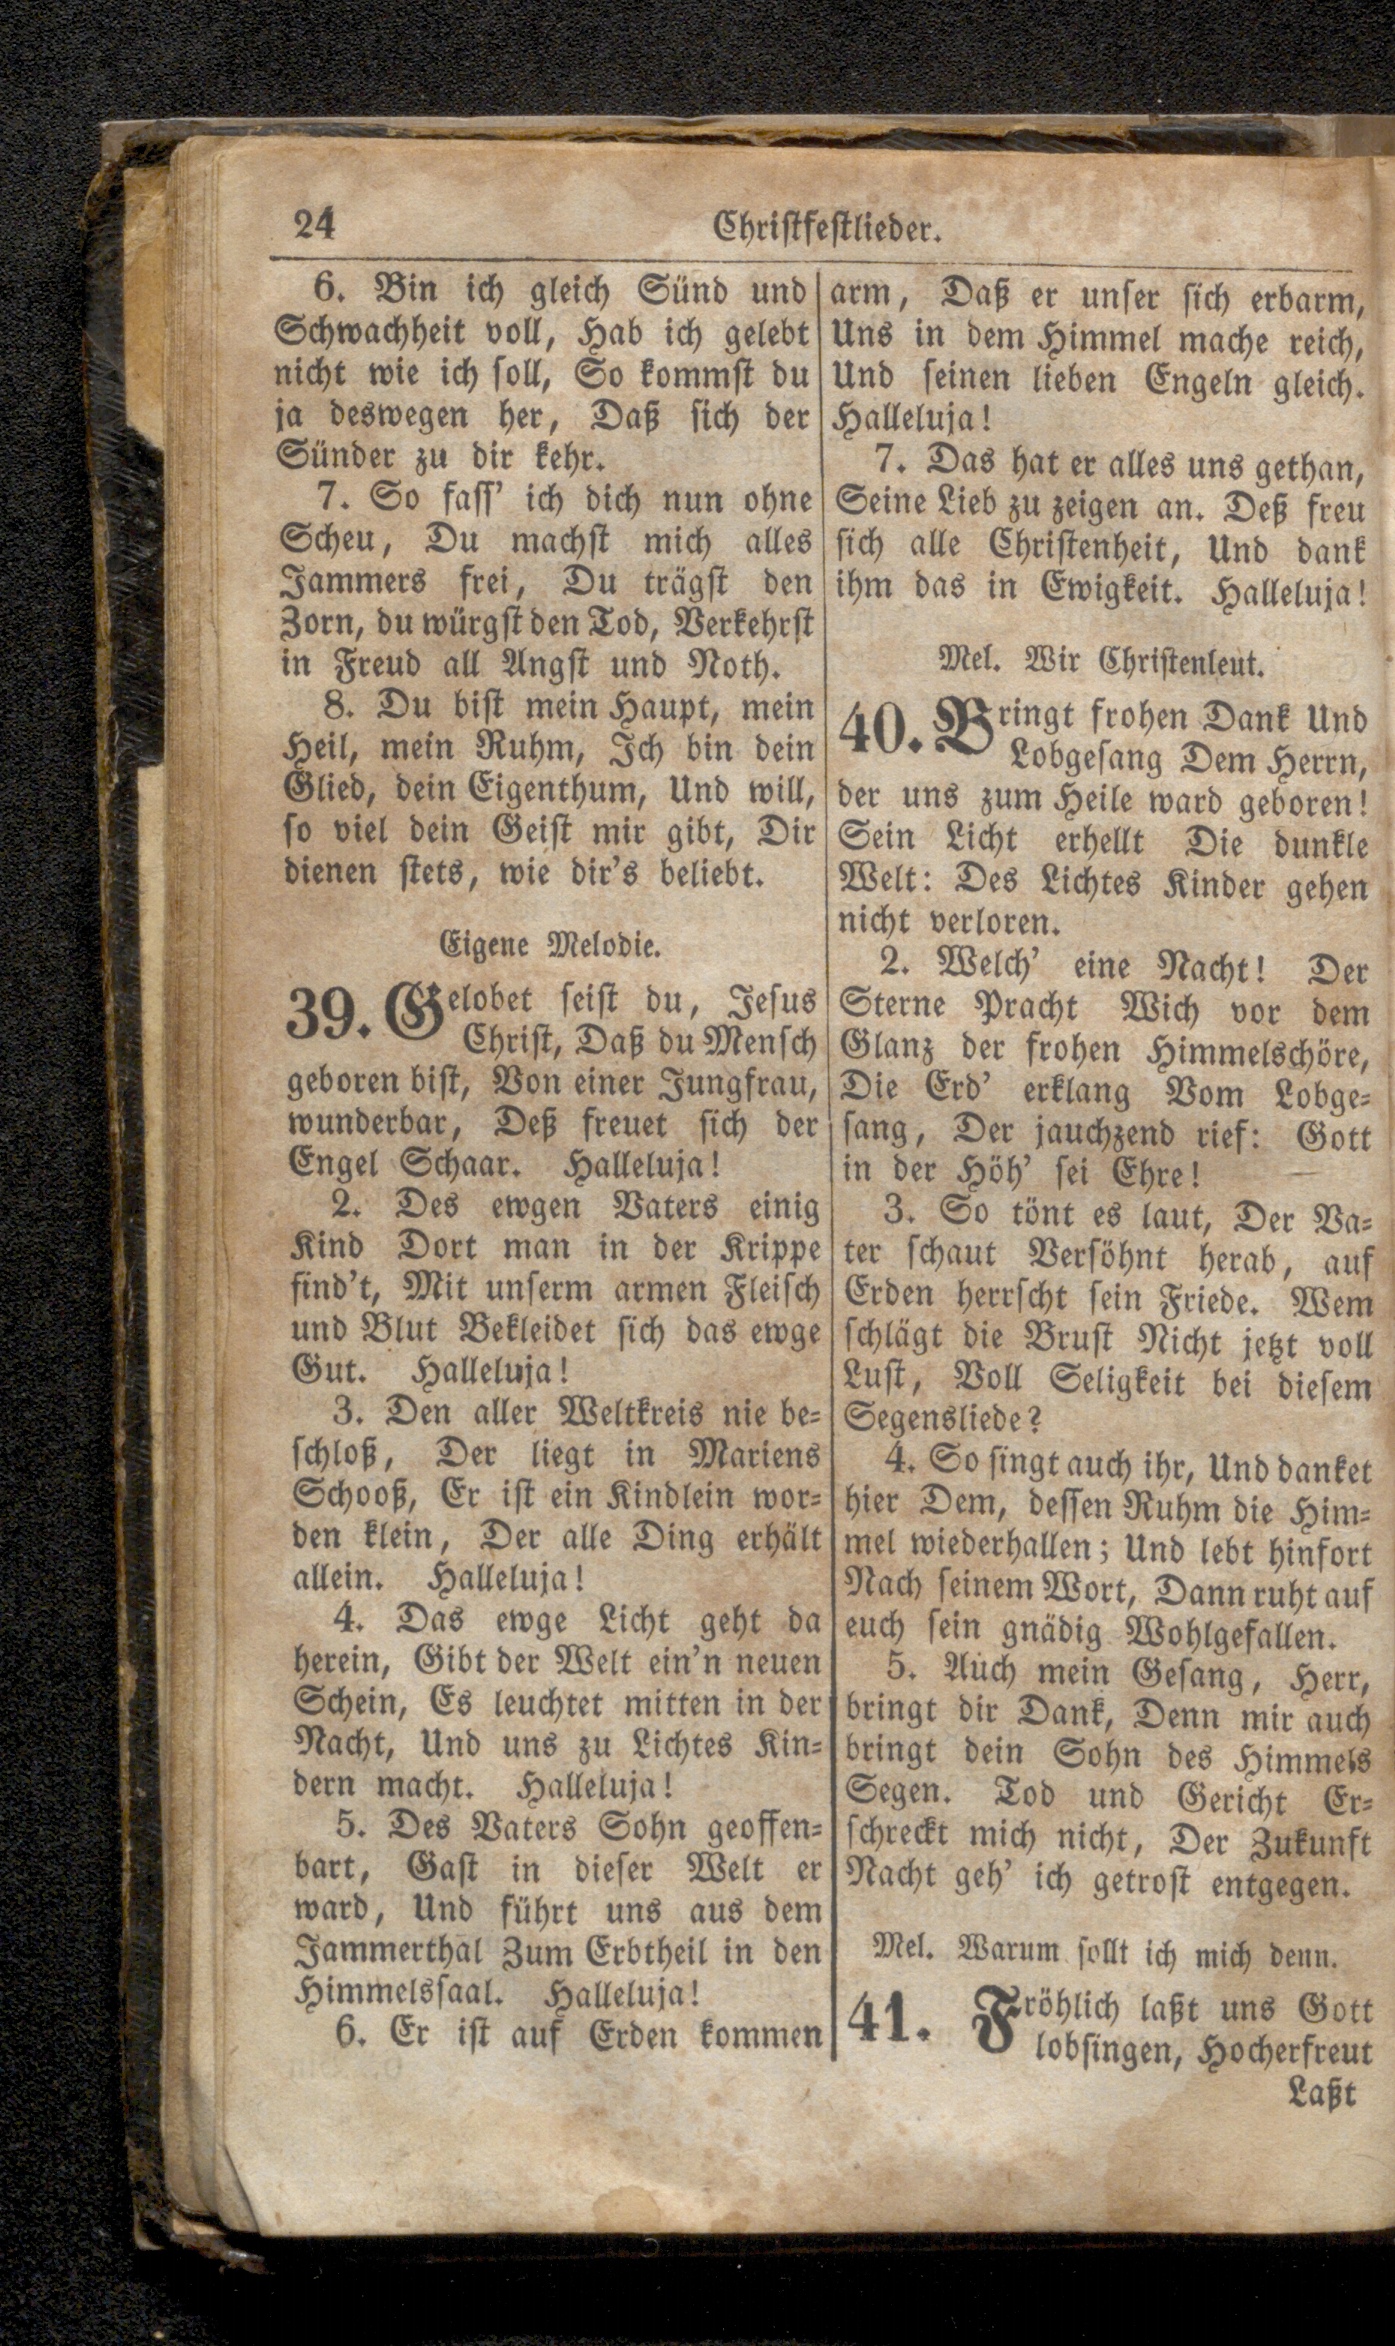 24
Christfestlieder.
6. Bin ich gleich Sünd und
Schwachheit voll, Hab ich gelebt
nicht wie ich soll, So kommst du
ja deswegen her, Daß sich der
Sünder zu dir kehr.
7. So fass' ich dich nun ohne
Scheu, Du machst mich alles
Jammers frei, Du trägst den
Zorn, du würgst den Tod, Verkehrst
in Freud all Angst und Noth.
8. Du bist mein Haupt, mein
Heil, mein Ruhm, Ich bin dein
Glied, dein Eigenthum, Und will,
so viel dein Geist mir gibt, Dir
dienen stets, wie dir's beliebt.
Eigene Melodie.
39. Gelobet seist du, Jesus
Christ, Daß du Mensch
geboren bist, Von einer Jungfrau,
wunderbar, Deß freuet sich der
Engel Schaar. Halleluja!
2. Des ewgen Vaters einig
Kind Dort man in der Krippe
find't, Mit unserm armen Fleisch
und Blut Bekleidet sich das ewge
Gut. Halleluja!
3. Den aller Weltkreis nie be-
schloß, Der liegt in Mariens
Schooß, Er ist ein Kindlein wor-
den klein, Der alle Ding erhält
allein. Halleluja!
4. Das ewge Licht geht da
herein, Gibt der Welt ein'n neuen
Schein, Es leuchtet mitten in der
Nacht, Und uns zu Lichtes Kin-
dern macht. Halleluja!
5. Des Vaters Sohn geoffen-
bart, Gast in dieser Welt er
ward, Und führt uns aus dem
Jammerthal Zum Erbtheil in den
Himmelssaal. Halleluja!
6. Er ist auf Erden kommen
arm, Daß er unser sich erbarm,
Uns in dem Himmel mache reich,
Und seinen lieben Engeln gleich.
Halleluja!
7. Das hat er alles uns gethan,
Seine Lieb zu zeigen an. Deß freu
sich alle Christenheit, Und dank
ihm das in Ewigkeit. Halleluja!
Mel. Wir Christenleut.
40. Bringt frohen Dank Und
Lobgesang Dem Herrn,
der uns zum Heile ward geboren!
Sein Licht erhellt Die dunkle
Welt: Des Lichtes Kinder gehen
nicht verloren.
2. Welch' eine Nacht! Der
Sterne Pracht Wich vor dem
Glanz der frohen Himmelschöre,
Die Erd' erklang Vom Lobge-
sang, Der jauchzend rief: Gott
in der Höh' sei Ehre!
3. So tönt es laut, Der Va-
ter schaut Versöhnt herab, auf
Erden herrscht sein Friede. Wem
schlägt die Brust Nicht jetzt voll
Lust, Voll Seligkeit bei diesem
Segensliede?
4. So singt auch ihr, Und danket
hier Dem, dessen Ruhm die Him-
mel wiederhallen; Und lebt hinfort
Nach seinem Wort, Dann ruht auf
euch sein gnädig Wohlgefallen.
5. Auch mein Gesang, Herr,
bringt dir Dank, Denn mir auch
bringt dein Sohn des Himmels
Segen. Tod und Gericht Er-
schreckt mich nicht, Der Zukunft
Nacht geh' ich getrost entgegen.
Mel. Warum sollt ich mich denn.
41. Fröhlich laßt uns Gott
lobsingen, Hocherfreut
Laßt